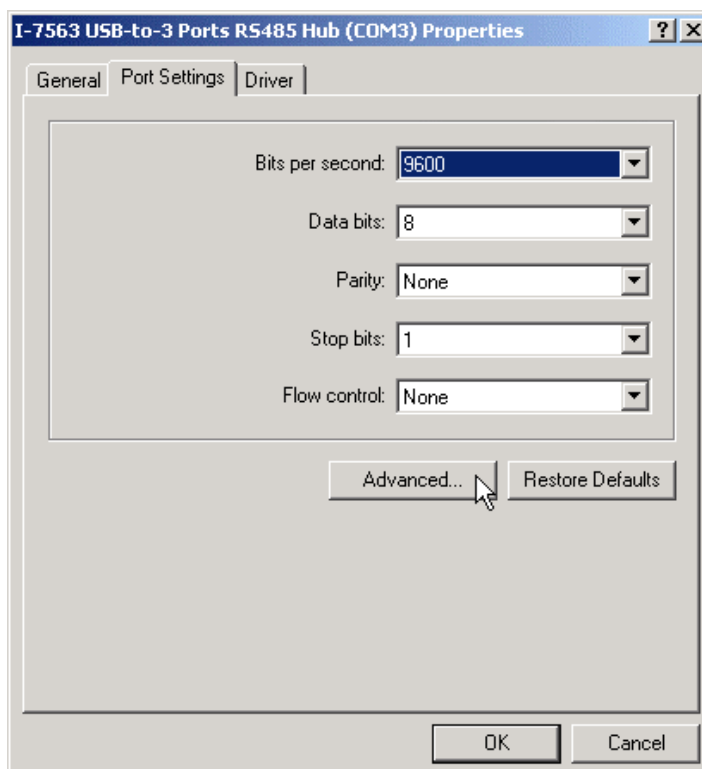 I-7563 USB-to-3 Ports RS485 Hub (COM3) Properties ? X
General Port Settings Driver
Bits per second: 9600
Data bits: 8
Parity: None
Stop bits: 1
Flow control: None
Advanced... Restore Defaults
OK Cancel